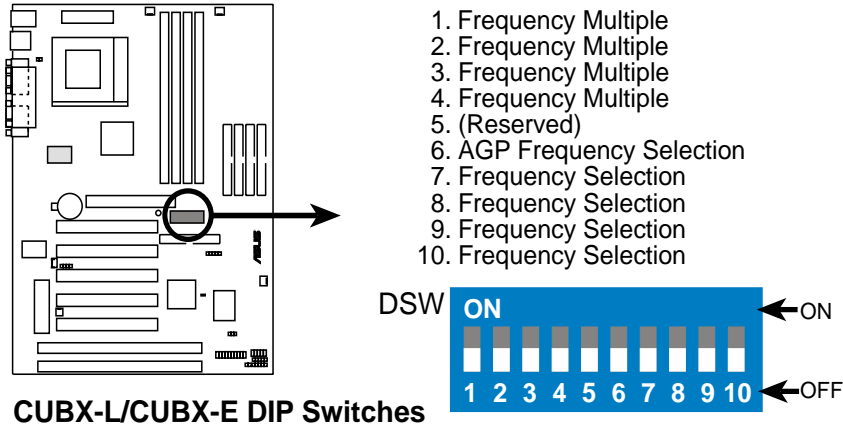 1. Frequency Multiple
2. Frequency Multiple
3. Frequency Multiple
4. Frequency Multiple
5. (Reserved)
6. AGP Frequency Selection
7. Frequency Selection
8. Frequency Selection
9. Frequency Selection
10. Frequency Selection
/SUS
DSW
ON
ON
1 2 3 4 5 6 7 8 9 10
OFF
CUBX-L/CUBX-E DIP Switches